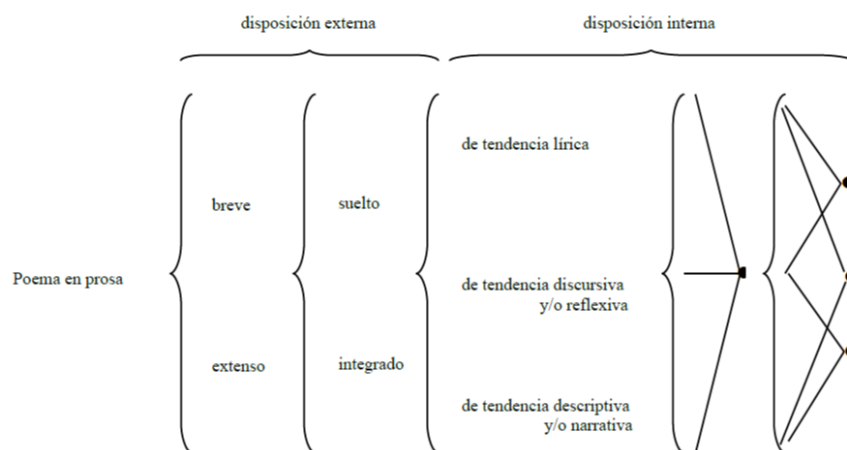 disposición externa
disposición interna
de tendencia lírica
breve
suelto
Poema en prosa
de tendencia discursiva
y/o reflexiva
extenso
integrado
de tendencia descriptiva
y/o narrativa